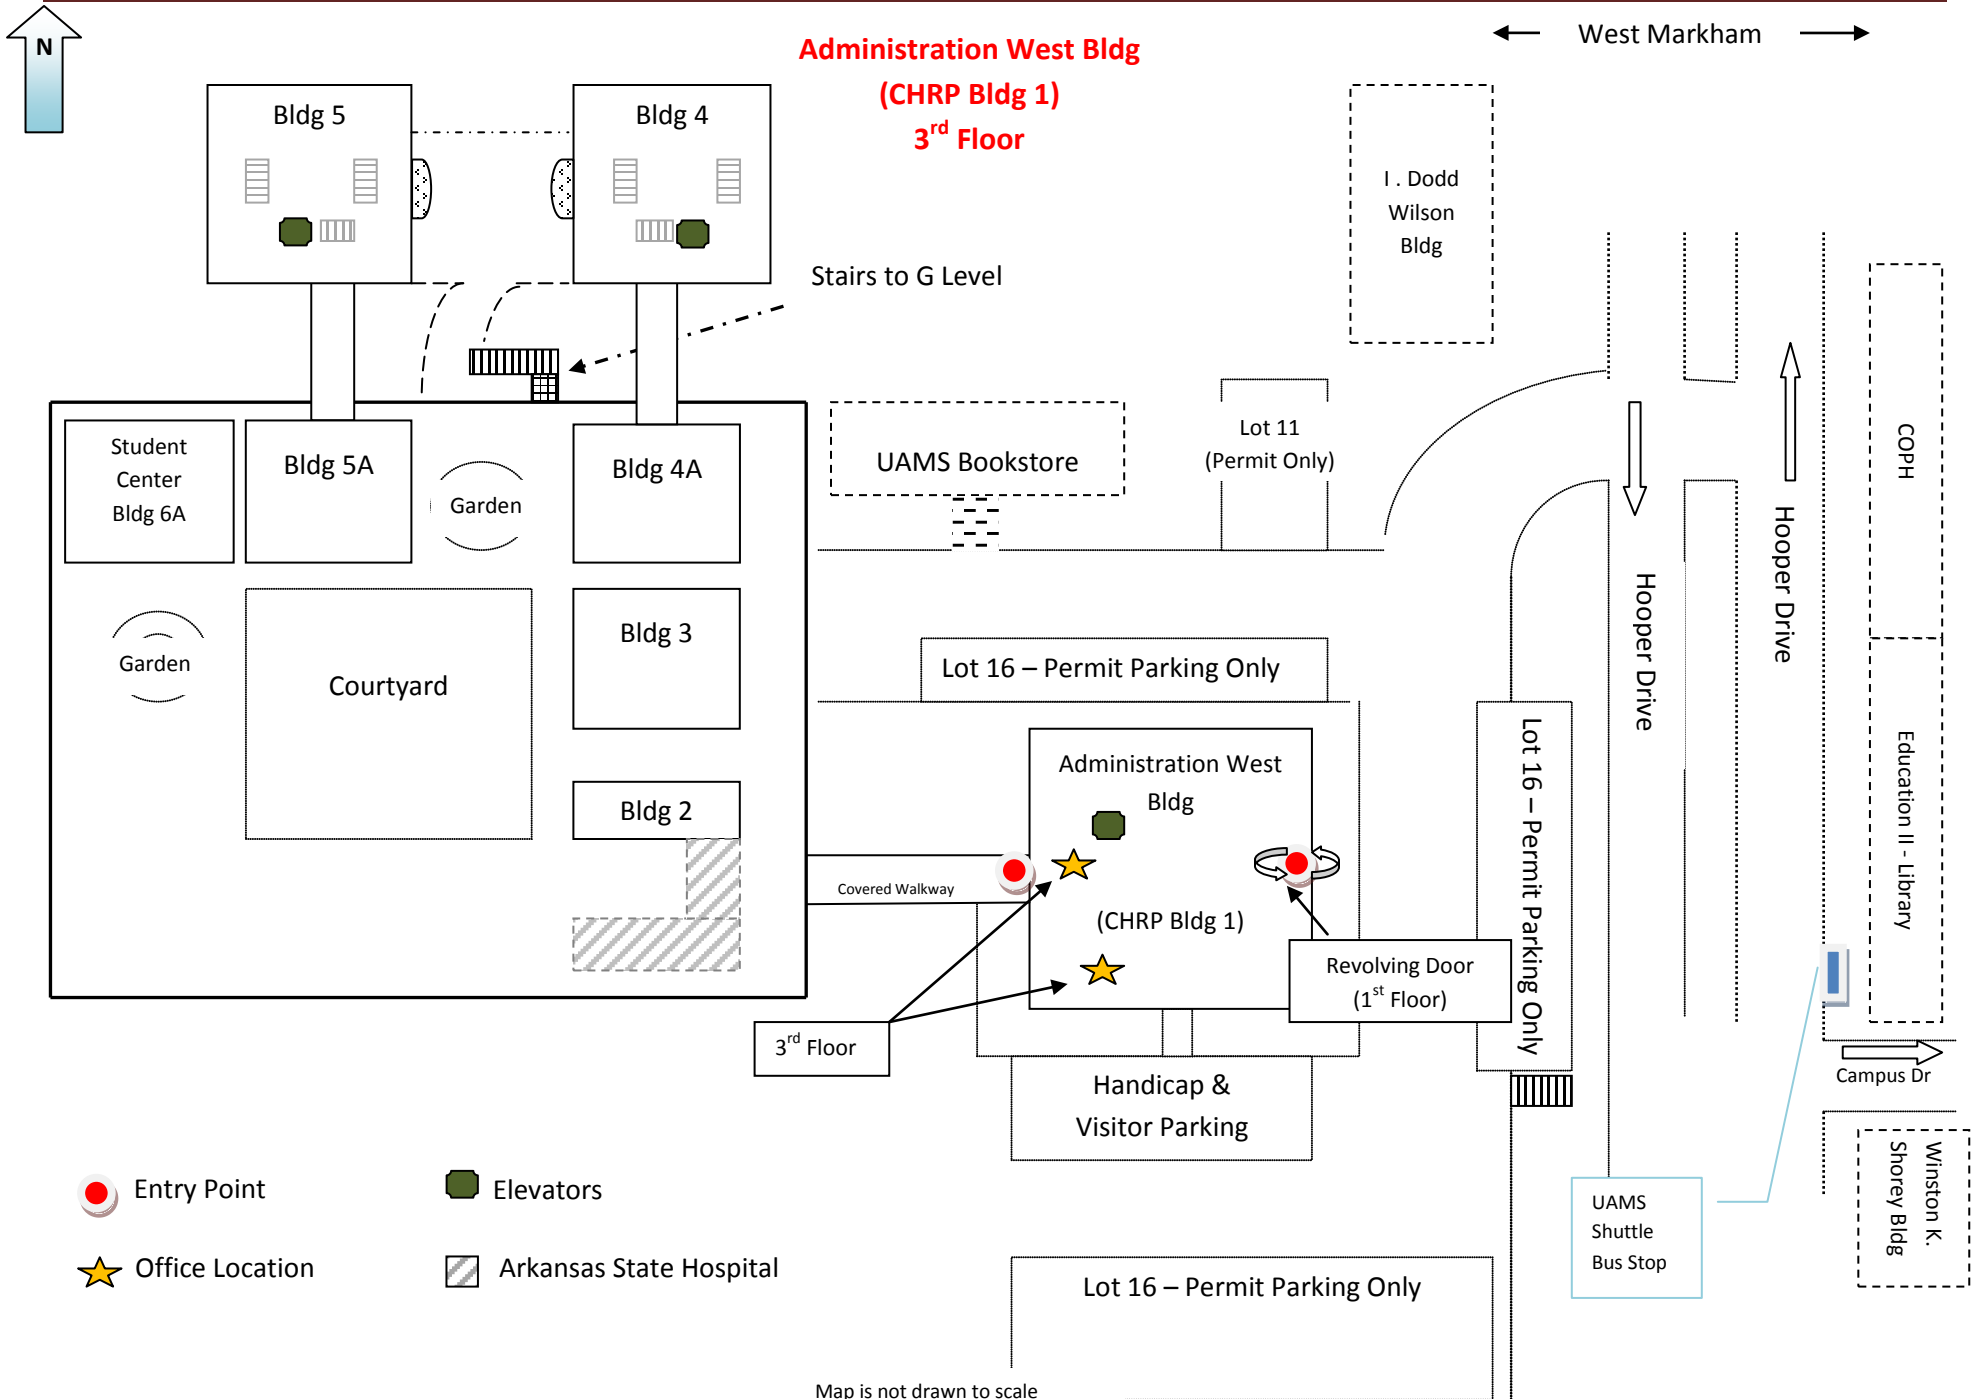 N
Administration West Bldg
(CHRP Bldg 1)
3rd Floor
West Markham
Bldg 5
Bldg 4
I . Dodd
Wilson
Bldg
Stairs to G Level
Student
Center
Bldg 6A
Bldg 5A
Garden
Bldg 4A
UAMS Bookstore
Lot 11
(Permit Only)
COPH
Hooper Drive
Hooper Drive
Garden
Courtyard
Bldg 3
Lot 16 – Permit Parking Only
Administration West
Bldg
Lot 16 – Permit Parking Only
Education II - Library
Bldg 2
Covered Walkway
(CHRP Bldg 1)
Revolving Door
(1st Floor)
3rd Floor
Handicap &
Visitor Parking
Campus Dr
Winston K.
Shorey Bldg
Entry Point
Elevators
UAMS
Shuttle
Bus Stop
Office Location
Arkansas State Hospital
Lot 16 – Permit Parking Only
Map is not drawn to scale